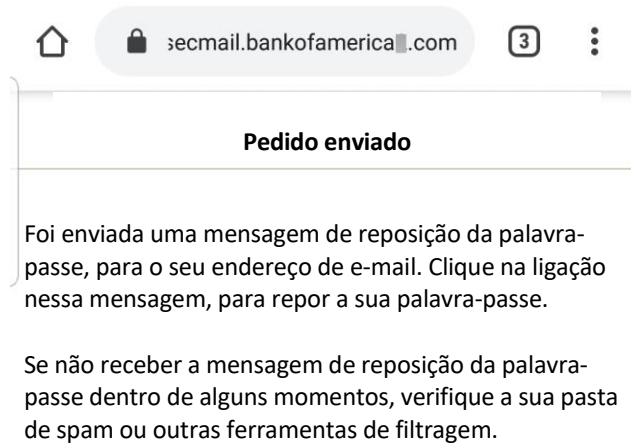 secmail.bankofamerica.com
3
Pedido enviado
Foi enviada uma mensagem de reposição da palavra-
passe, para o seu endereço de e-mail. Clique na ligação
nessa mensagem, para repor a sua palavra-passe.
Se não receber a mensagem de reposição da palavra-
passe dentro de alguns momentos, verifique a sua pasta
de spam ou outras ferramentas de filtragem.